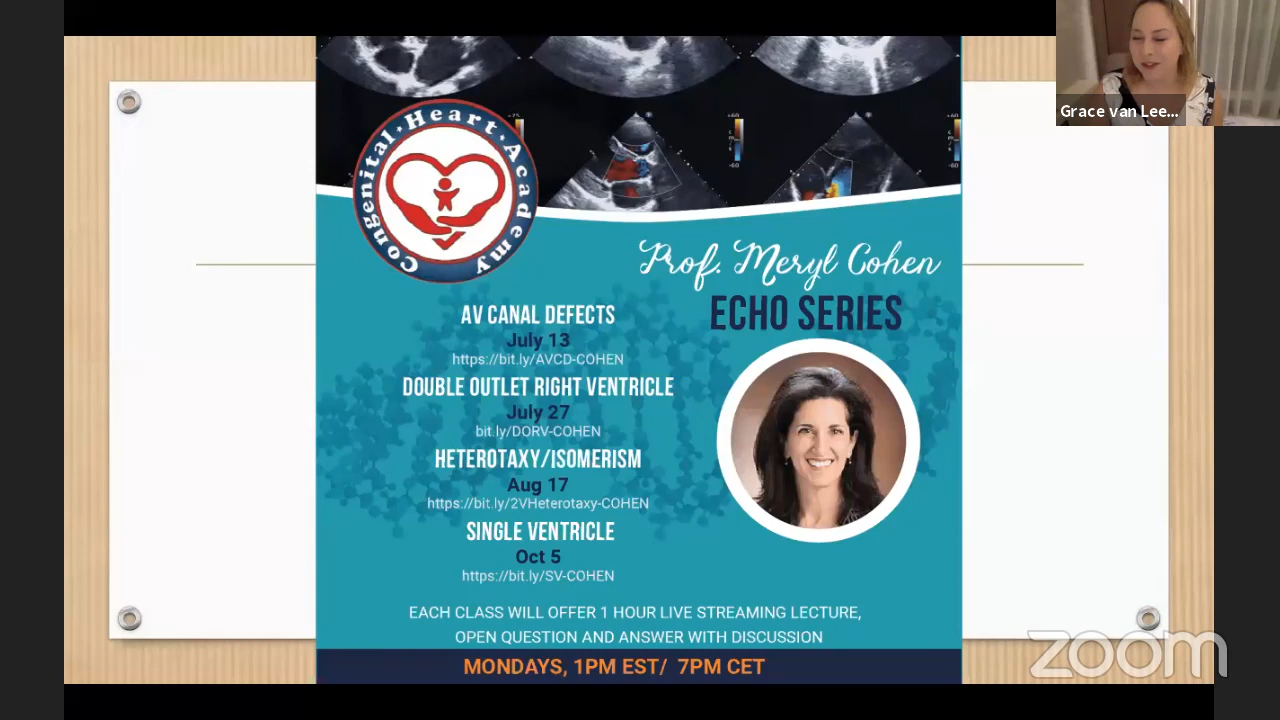 Grace van Lee...
Congenital · Heart · Academy
Prof. Meryl Cohen
ECHO SERIES
AV CANAL DEFECTS
July 13
https://bit.ly/AVCD-COHEN
DOUBLE OUTLET RIGHT VENTRICLE
July 27
bit.ly/DORV-COHEN
HETEROTAXY/ISOMERISM
Aug 17
https://bit.ly/2VHeterotaxy-COHEN
SINGLE VENTRICLE
Oct 5
https://bit.ly/SV-COHEN
EACH CLASS WILL OFFER 1 HOUR LIVE STREAMING LECTURE,
OPEN QUESTION AND ANSWER WITH DISCUSSION
MONDAYS, 1PM EST/ 7PM CET
zoom